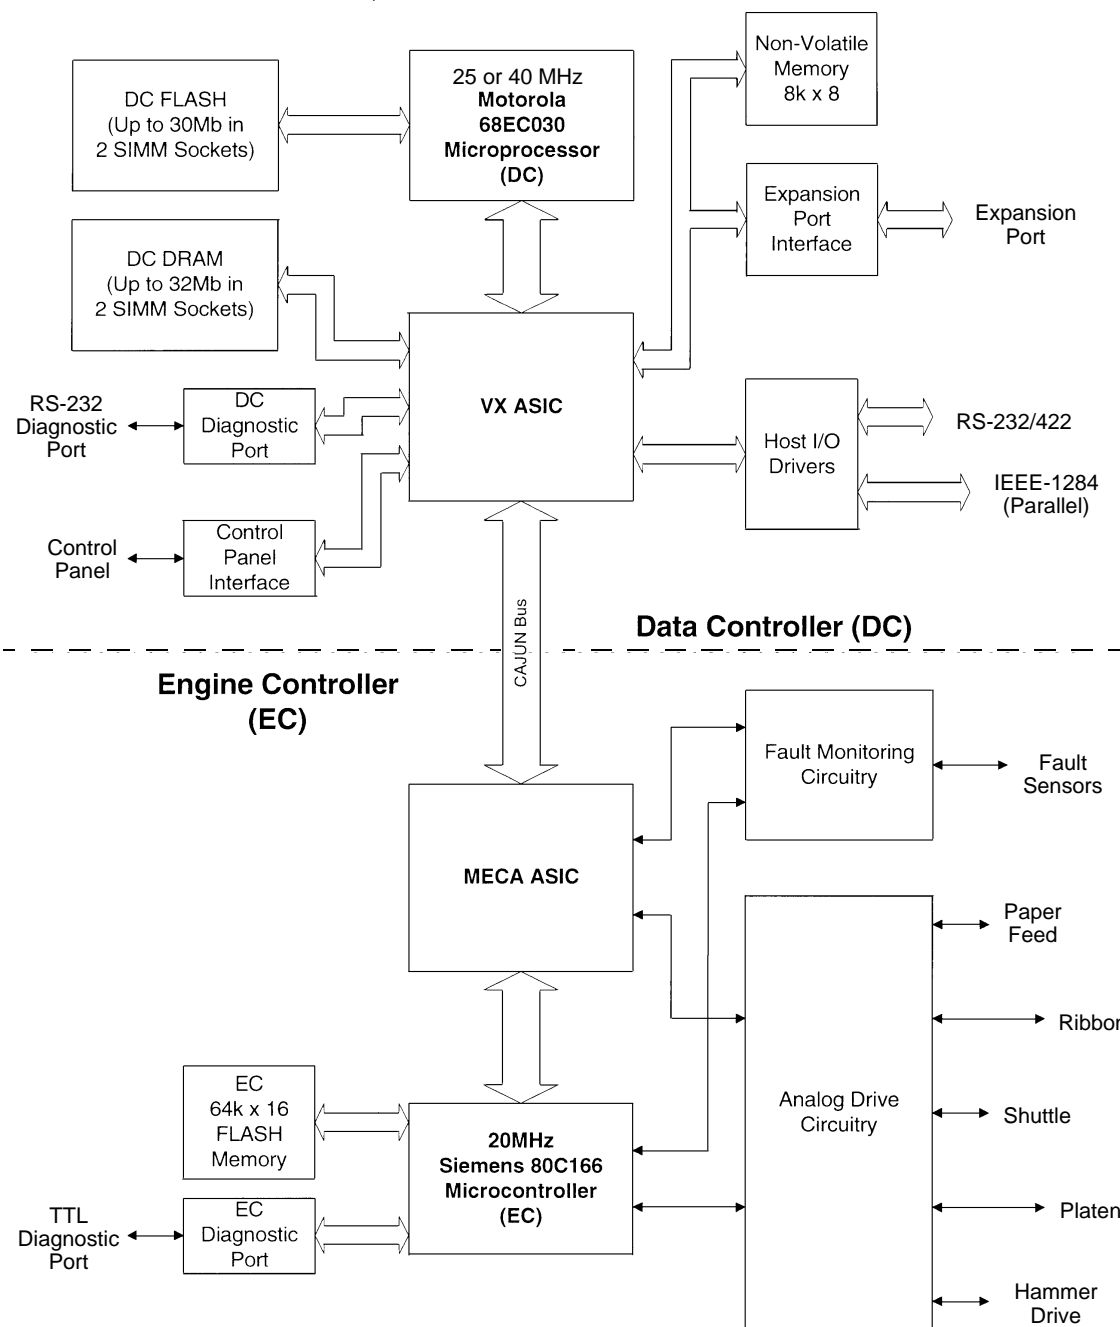 DC FLASH
(Up to 30Mb in
2 SIMM Sockets)
25 or 40 MHz
Motorola
68EC030
Microprocessor
(DC)
Non-Volatile
Memory
8k x 8
Expansion
Port
Interface
Expansion
Port
DC DRAM
(Up to 32Mb in
2 SIMM Sockets)
VX ASIC
RS-232
Diagnostic
Port
DC
Diagnostic
Port
Host I/O
Drivers
RS-232/422
IEEE-1284
(Parallel)
Control
Panel
Control
Panel
Interface
CAJUN Bus
Data Controller (DC)
Engine Controller
(EC)
Fault Monitoring
Circuitry
Fault
Sensors
MECA ASIC
Paper
Feed
Ribbon
Analog Drive
Circuitry
Shuttle
Platen
Hammer
Drive
EC
64k x 16
FLASH
Memory
20MHz
Siemens 80C166
Microcontroller
(EC)
TTL
Diagnostic
Port
EC
Diagnostic
Port